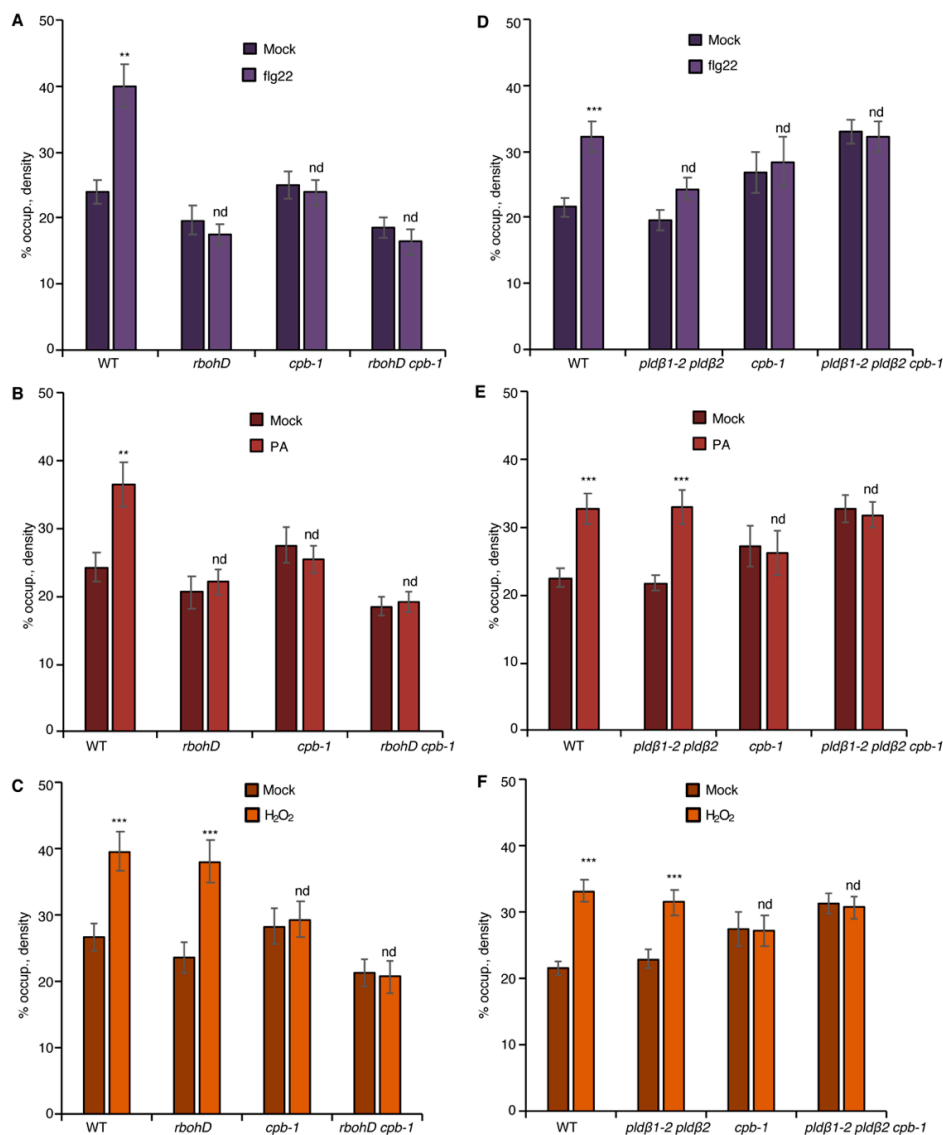 A
% occup., density
50
40
30
20
10
0
Mock
flg22
**
nd
nd
nd
WT
rbohD
cpb-1
rbohD cpb-1
D
% occup., density
50
40
30
20
10
0
Mock
flg22
***
nd
nd
nd
WT
pldβ1-2 pldβ2
cpb-1
pldβ1-2 pldβ2 cpb-1
B
% occup., density
50
40
30
20
10
0
Mock
PA
**
nd
nd
nd
WT
rbohD
cpb-1
rbohD cpb-1
E
% occup., density
50
40
30
20
10
0
Mock
PA
***
***
nd
nd
WT
pldβ1-2 pldβ2
cpb-1
pldβ1-2 pldβ2 cpb-1
C
% occup., density
50
40
30
20
10
0
Mock
H₂O₂
***
***
nd
nd
WT
rbohD
cpb-1
rbohD cpb-1
F
% occup., density
50
40
30
20
10
0
Mock
H₂O₂
***
***
nd
nd
WT
pldβ1-2 pldβ2
cpb-1
pldβ1-2 pldβ2 cpb-1